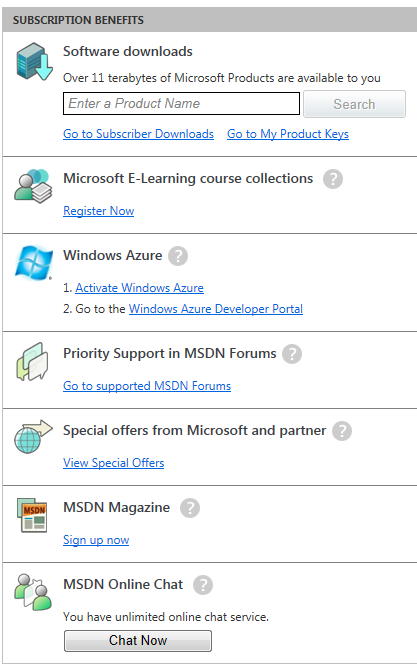 SUBSCRIPTION BENEFITS
Software downloads
Over 11 terabytes of Microsoft Products are available to you
Enter a Product Name Search
Go to Subscriber Downloads Go to My Product Keys
Microsoft E-Learning course collections ?
Register Now
Windows Azure ?
1. Activate Windows Azure
2. Go to the Windows Azure Developer Portal
Priority Support in MSDN Forums ?
Go to supported MSDN Forums
Special offers from Microsoft and partner ?
View Special Offers
MSDN Magazine ?
MSDN
Sign up now
MSDN Online Chat ?
You have unlimited online chat service.
Chat Now